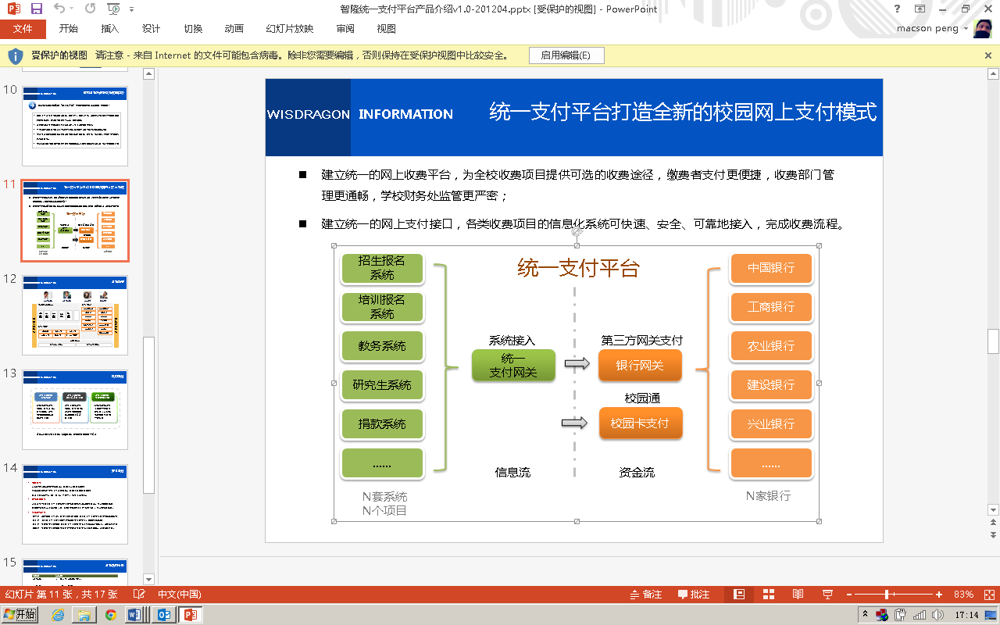 智隆统一支付平台产品介绍v1.0-201204.pptx [受保护的视图] - PowerPoint
文件 开始 插入 设计 切换 动画 幻灯片放映 审阅 视图
macson peng
受保护的视图 请注意 - 来自 Internet 的文件可能包含病毒。除非您需要编辑，否则保持在受保护视图中比较安全。 启用编辑(E)
10
11
12
13
14
15
WISDRAGON INFORMATION 统一支付平台打造全新的校园网上支付模式
建立统一的网上收费平台，为全校收费项目提供可选的收费途径，缴费者支付更便捷，收费部门管
理更通畅，学校财务处监管更严密；
建立统一的网上支付接口，各类收费项目的信息化系统可快速、安全、可靠地接入，完成收费流程。
统一支付平台
招生报名
系统
培训报名
系统
教务系统
研究生系统
捐款系统
......
N套系统
N个项目
系统接入
统一
支付网关
信息流
第三方网关支付
银行网关
校园通
校园卡支付
资金流
中国银行
工商银行
农业银行
建设银行
兴业银行
......
N家银行
幻灯片 第 11 张，共 17 张 中文(中国) 备注 批注 83%
开始 17:14